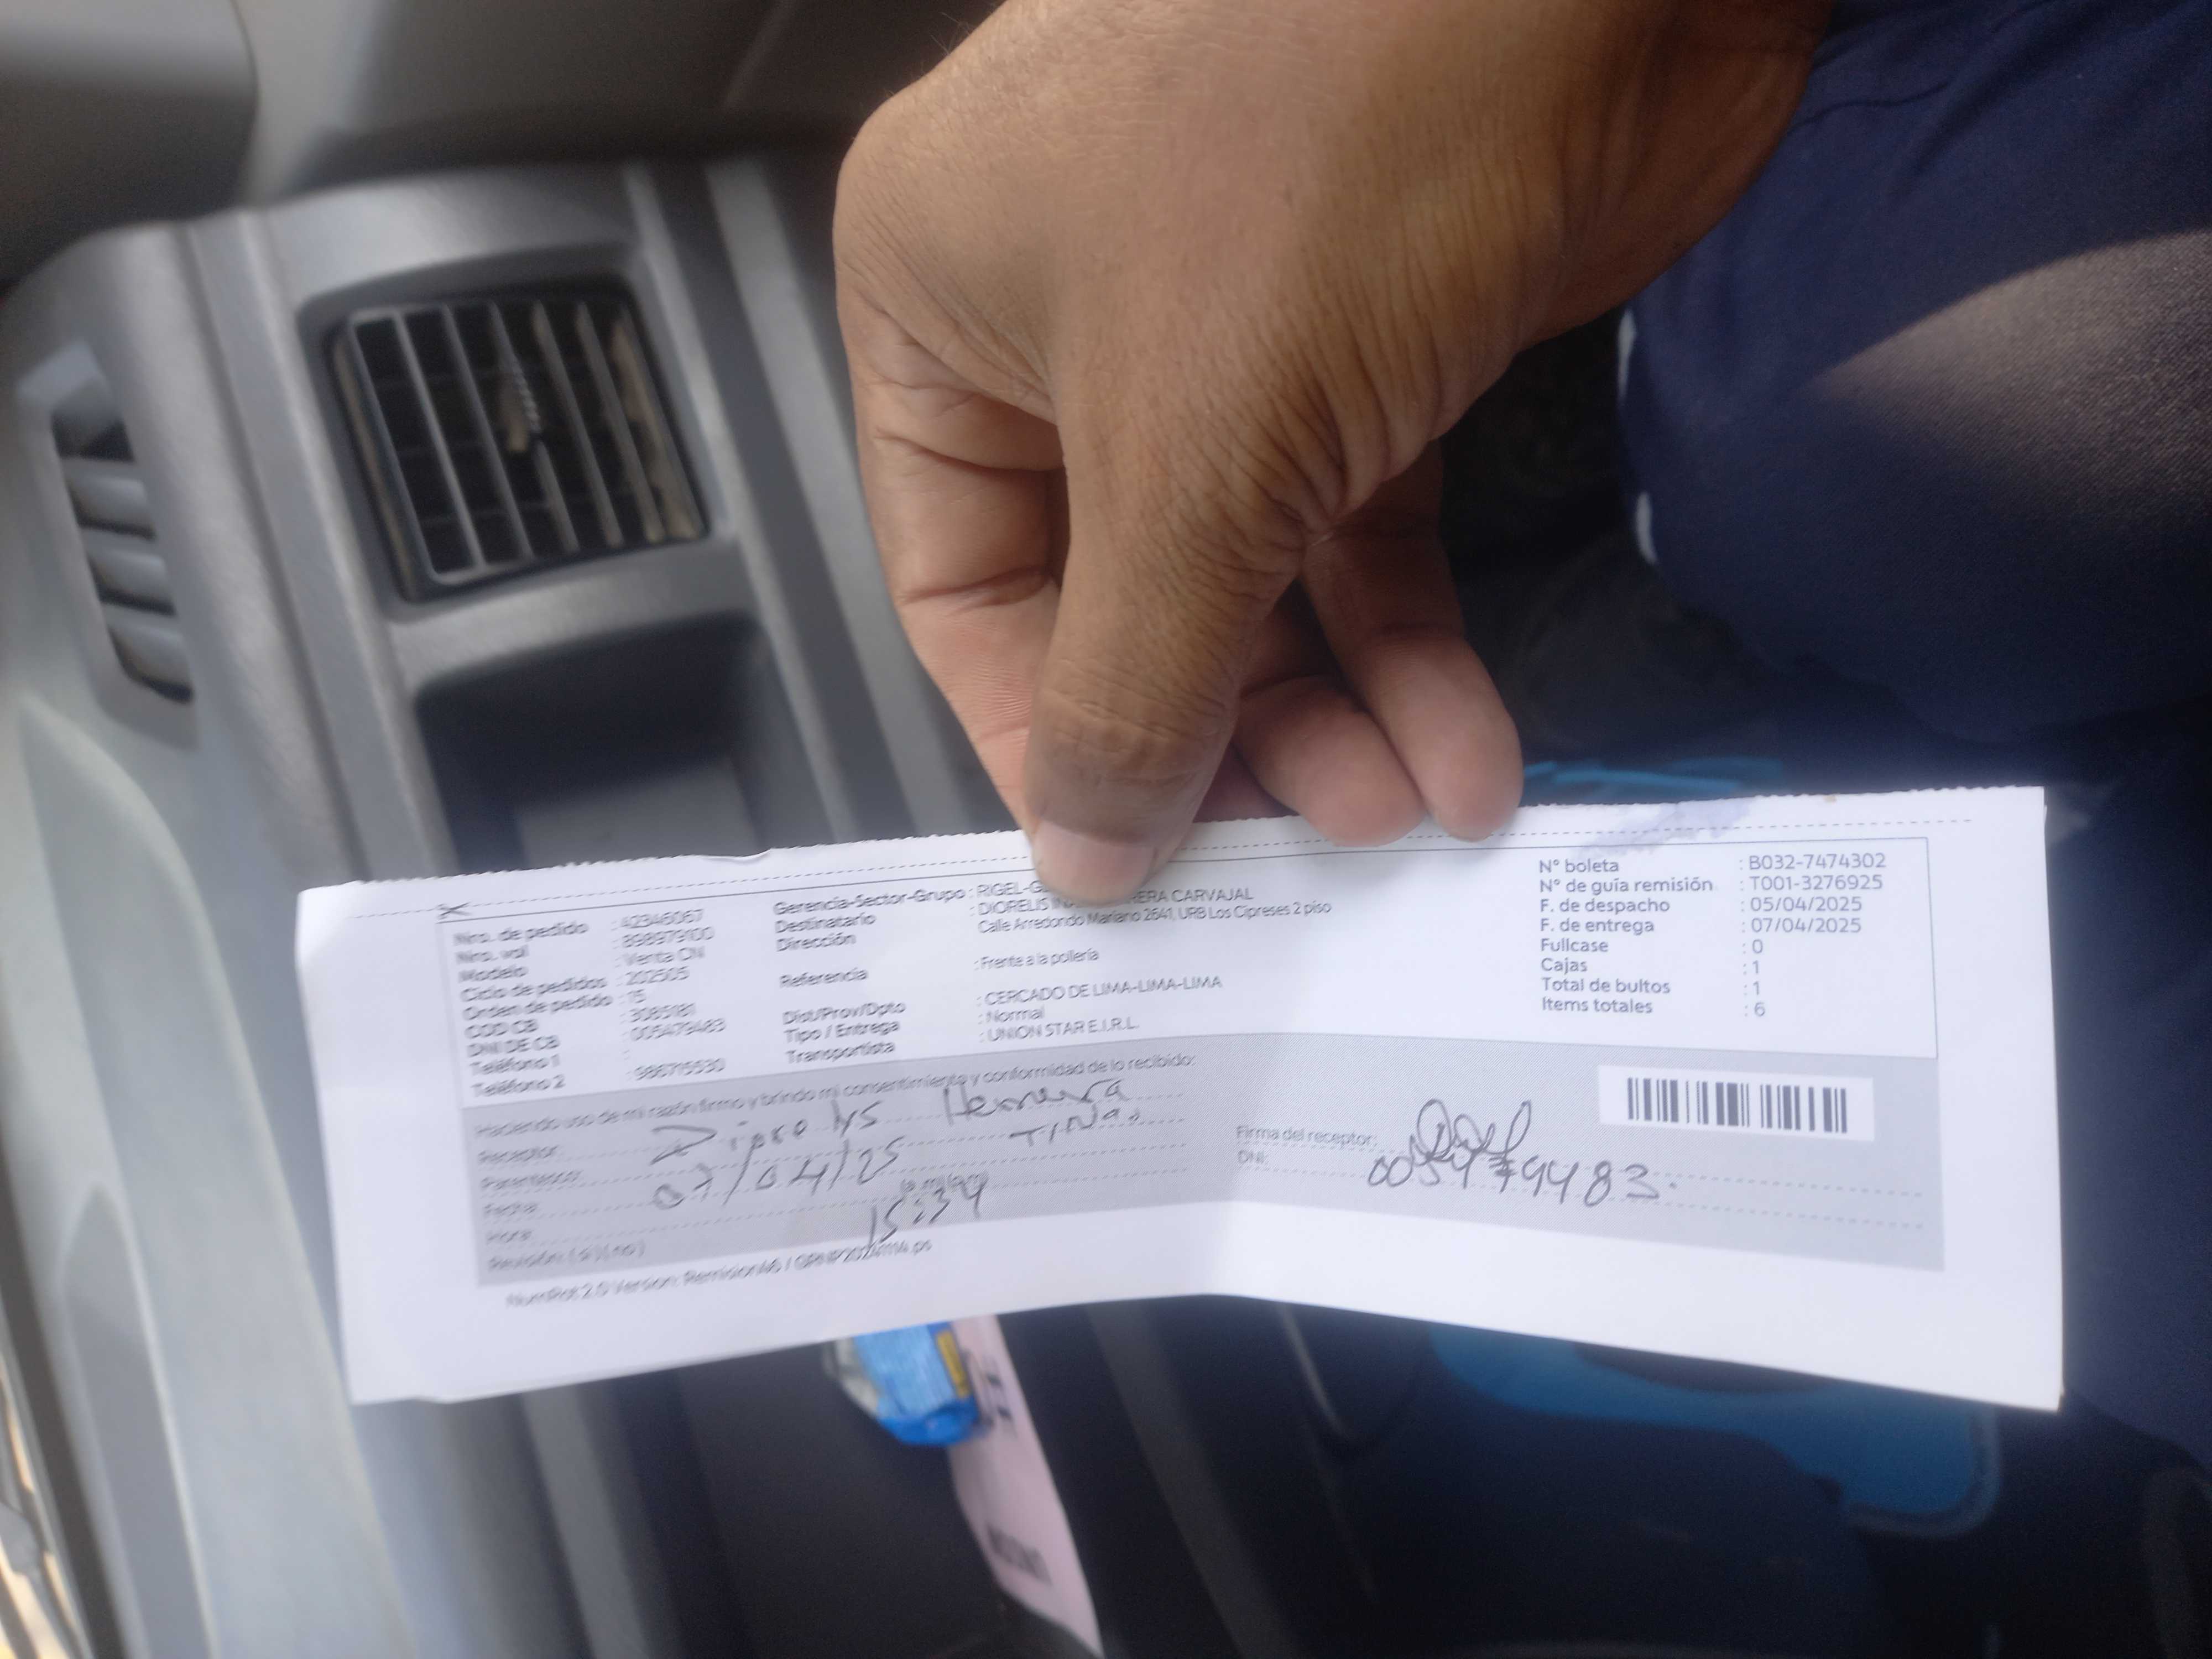 Nro. de pedido : 42346067
Nro. vol : 898979100
Modelo : Venta CN
Ciclo de pedidos : 202505
Orden de pedido : 15
COD CB : 3085181
DNI DE CB : 005479483
Teléfono 1 :
Teléfono 2 : 986715530
Gerencia-Sector-Grupo : RIGEL-G
Destinatario : DIORELIS RERA CARVAJAL
Dirección : Calle Arredondo Mariano 2641, URB Los Cipreses 2 piso
Referencia : Frente a la pollería
Dist/Prov/Dpto : CERCADO DE LIMA-LIMA-LIMA
Tipo / Entrega : Normal
Transportista : UNION STAR E.I.R.L.
N° boleta : B032-7474302
N° de guía remisión : T001-3276925
F. de despacho : 05/04/2025
F. de entrega : 07/04/2025
Fullcase : 0
Cajas : 1
Total de bultos : 1
Items totales : 6
Haciendo uso de mi razón firmo y brindo mi consentimiento y conformidad de lo recibido:
Receptor: Herrera
Parentesco:
Fecha: 07/04/25
Hora: 15:34
Revisión: ( si ) ( no )
Firma del receptor:
DNI: 005479483.